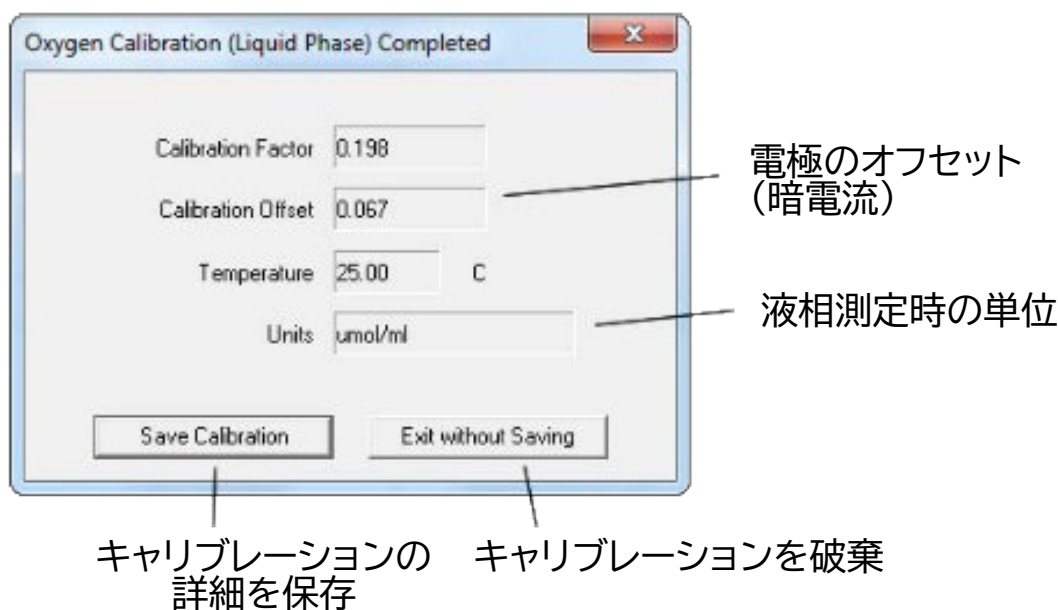 Oxygen Calibration (Liquid Phase) Completed
Calibration Factor 0.198
電極のオフセット
（暗電流）
Calibration Offset 0.067
Temperature 25.00 C
液相測定時の単位
Units umol/ml
Save Calibration Exit without Saving
キャリブレーションの
詳細を保存
キャリブレーションを破棄